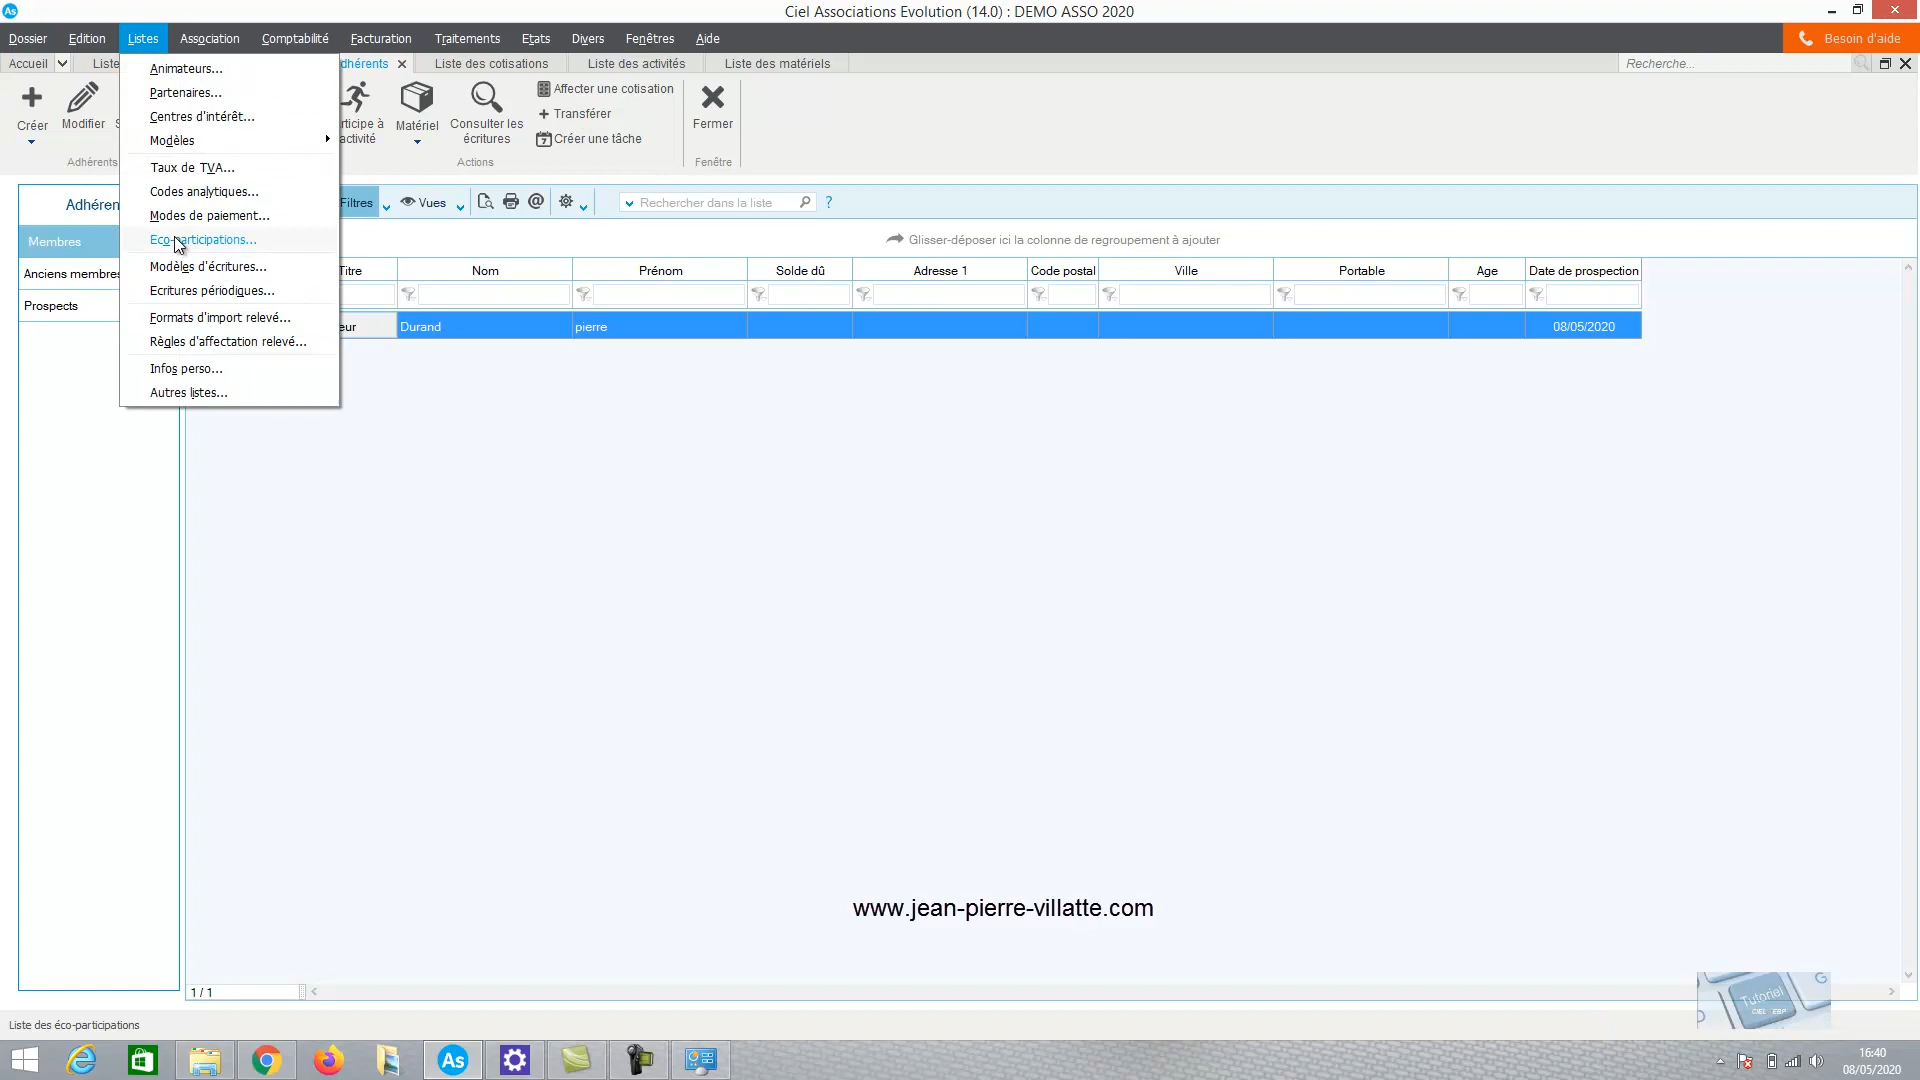 As
Ciel Associations Evolution (14.0) : DEMO ASSO 2020
Dossier Edition Listes Association Comptabilité Facturation Traitements Etats Divers Fenêtres Aide
Besoin d'aide
Accueil Liste dhérents Liste des cotisations Liste des activités Liste des matériels
Recherche...
Animateurs...
Partenaires...
Centres d'intérêt...
Modèles
Taux de TVA...
Codes analytiques...
Modes de paiement...
Eco-participations...
Modèles d'écritures...
Ecritures périodiques...
Formats d'import relevé...
Règles d'affectation relevé...
Infos perso...
Autres listes...
Créer
Modifier
S
rticipe à
activité
Matériel
Consulter les
écritures
Affecter une cotisation
Transférer
Créer une tâche
Fermer
Adhérents
Actions
Fenêtre
Adhéren
Membres
Anciens membres
Prospects
Filtres Vues Rechercher dans la liste ?
Glisser-déposer ici la colonne de regroupement à ajouter
Titre Nom Prénom Solde dû Adresse 1 Code postal Ville Portable Age Date de prospection
eur Durand pierre 08/05/2020
www.jean-pierre-villatte.com
1 / 1
Tutoriel
CIEL EBP
G
Liste des éco-participations
As
16:40
08/05/2020